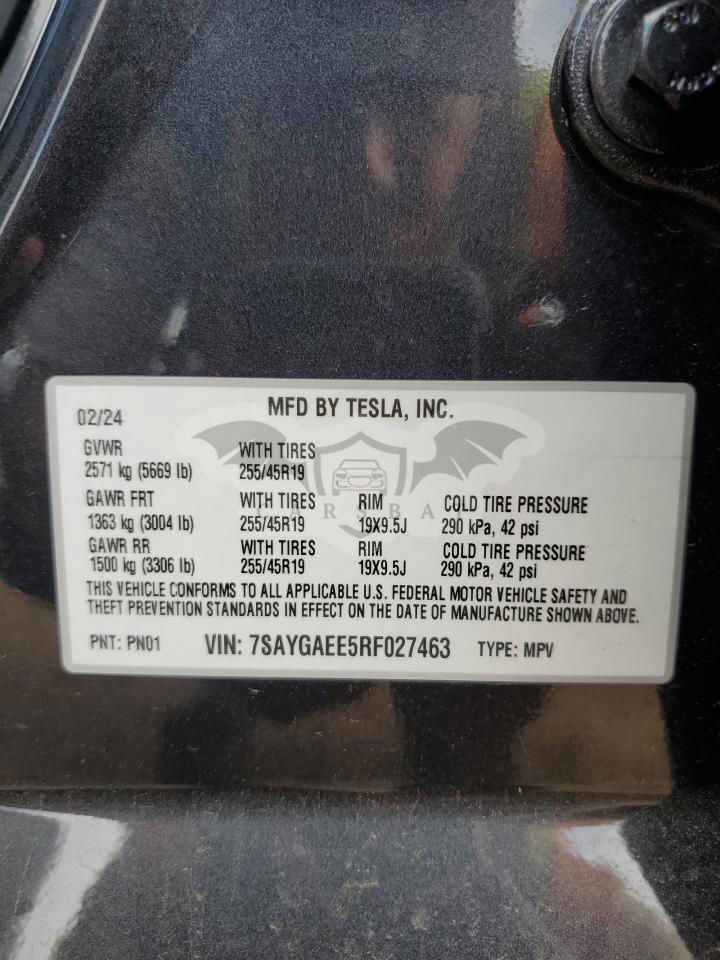 02/24 MFD BY TESLA, INC.
GVWR WITH TIRES
2571 kg (5669 lb) 255/45R19
GAWR FRT WITH TIRES RIM COLD TIRE PRESSURE
1363 kg (3004 lb) 255/45R19 19X9.5J 290 kPa, 42 psi
GAWR RR WITH TIRES RIM COLD TIRE PRESSURE
1500 kg (3306 lb) 255/45R19 19X9.5J 290 kPa, 42 psi
THIS VEHICLE CONFORMS TO ALL APPLICABLE U.S. FEDERAL MOTOR VEHICLE SAFETY AND
THEFT PREVENTION STANDARDS IN EFFECT ON THE DATE OF MANUFACTURE SHOWN ABOVE.
PNT: PN01 VIN: 7SAYGAEE5RF027463 TYPE: MPV